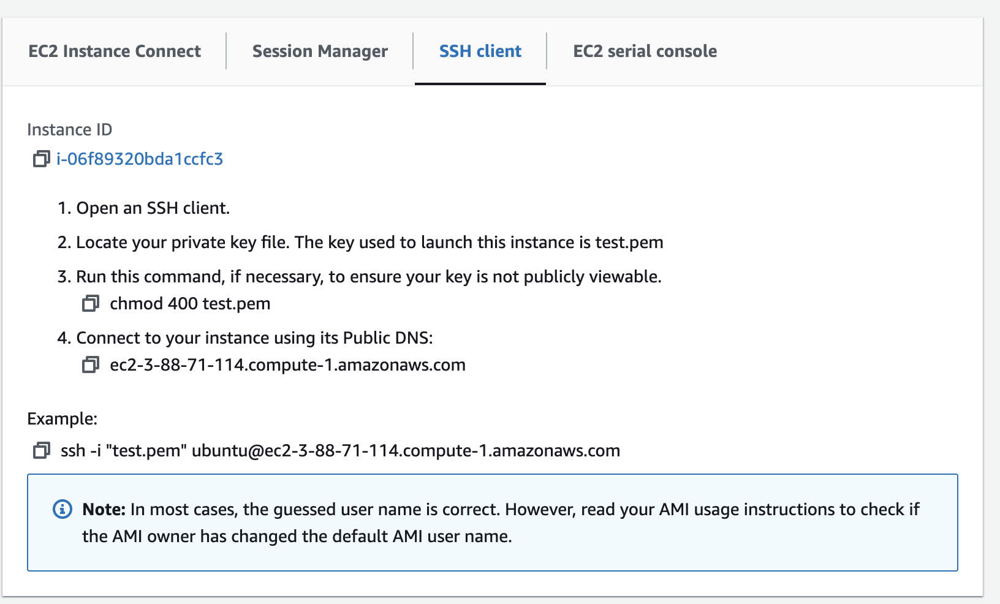 EC2 Instance Connect
Session Manager
SSH client
EC2 serial console
Instance ID
i-06f89320bda1ccfc3
1. Open an SSH client.
2. Locate your private key file. The key used to launch this instance is test.pem
3. Run this command, if necessary, to ensure your key is not publicly viewable.
chmod 400 test.pem
4. Connect to your instance using its Public DNS:
ec2-3-88-71-114.compute-1.amazonaws.com
Example:
ssh -i "test.pem" ubuntu@ec2-3-88-71-114.compute-1.amazonaws.com
Note: In most cases, the guessed user name is correct. However, read your AMI usage instructions to check if
the AMI owner has changed the default AMI user name.